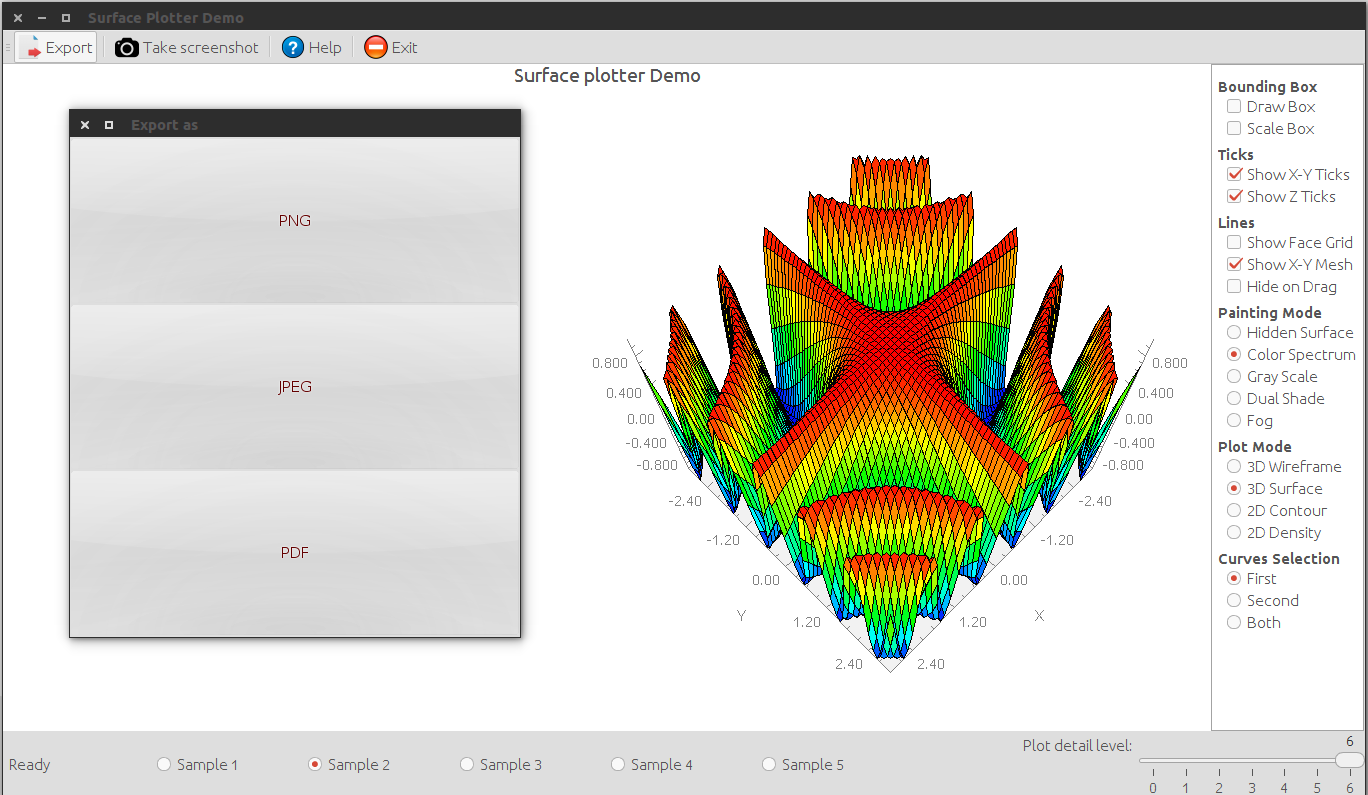 Surface Plotter Demo
Export Take screenshot Help Exit
Surface plotter Demo
Export as
PNG
JPEG
PDF
0.800
0.400
0.00
-0.400
-0.800
-2.40
-1.20
0.00
1.20
2.40
Y
0.800
0.400
0.00
-0.400
-0.800
-2.40
-1.20
0.00
1.20
2.40
X
Bounding Box
Draw Box
Scale Box
Ticks
Show X-Y Ticks
Show Z Ticks
Lines
Show Face Grid
Show X-Y Mesh
Hide on Drag
Painting Mode
Hidden Surface
Color Spectrum
Gray Scale
Dual Shade
Fog
Plot Mode
3D Wireframe
3D Surface
2D Contour
2D Density
Curves Selection
First
Second
Both
Ready Sample 1 Sample 2 Sample 3 Sample 4 Sample 5
Plot detail level: 6
0 1 2 3 4 5 6